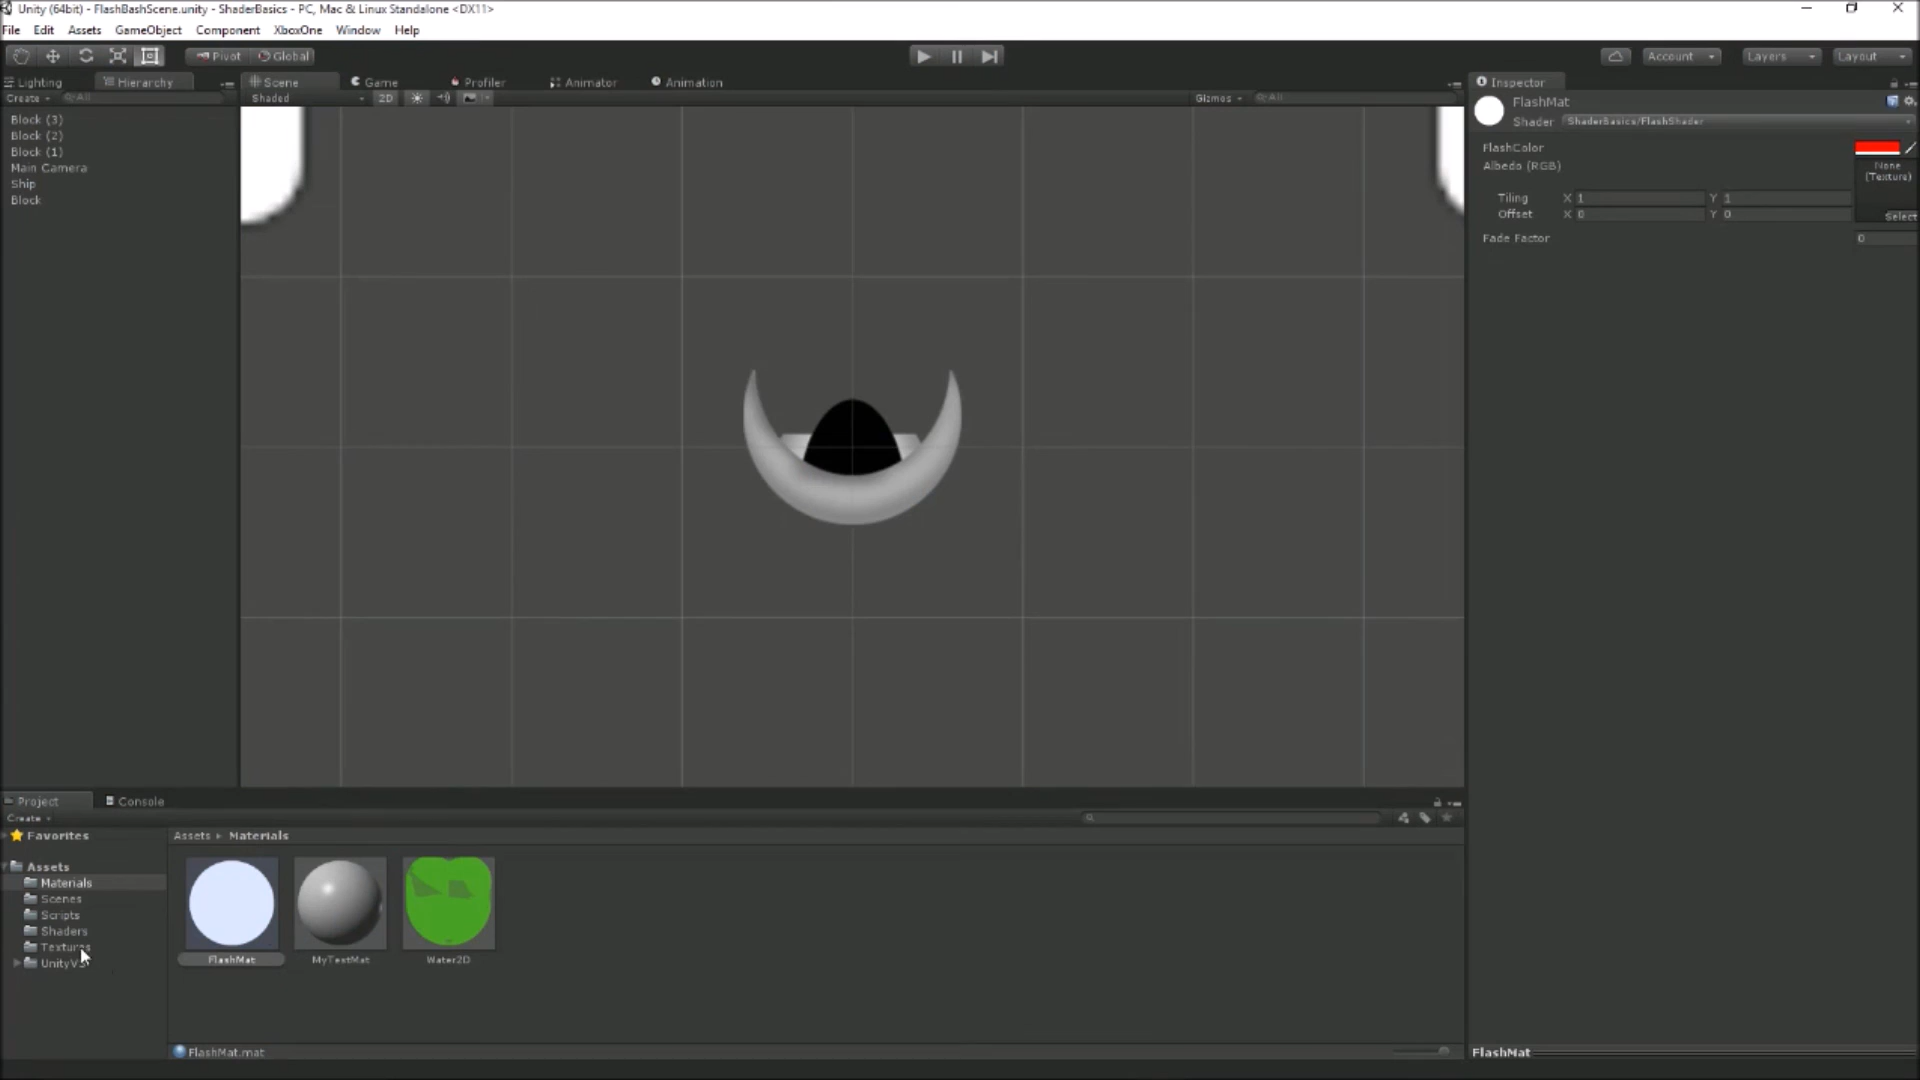 Unity (64bit) - FlashBashScene.unity - ShaderBasics - PC, Mac & Linux Standalone <DX11>
File Edit Assets GameObject Component XboxOne Window Help
Pivot Global Account Layers Layout
Lighting Hierarchy Scene Game Profiler Animator Animation Inspector
Create All Shaded 2D Gizmos All
FlashMat
Shader ShaderBasics/FlashShader
Block (3)
Block (2)
Block (1)
Main Camera
Ship
Block
FlashColor
Albedo (RGB)
None
(Texture)
Tiling X 1 Y 1
Offset X 0 Y 0
Select
Fade Factor 0
Project Console
Create
Favorites
Assets
Materials
Scenes
Scripts
Shaders
Textures
Assets Materials
FlashMat MyTestMat Water2D
FlashMat.mat
FlashMat